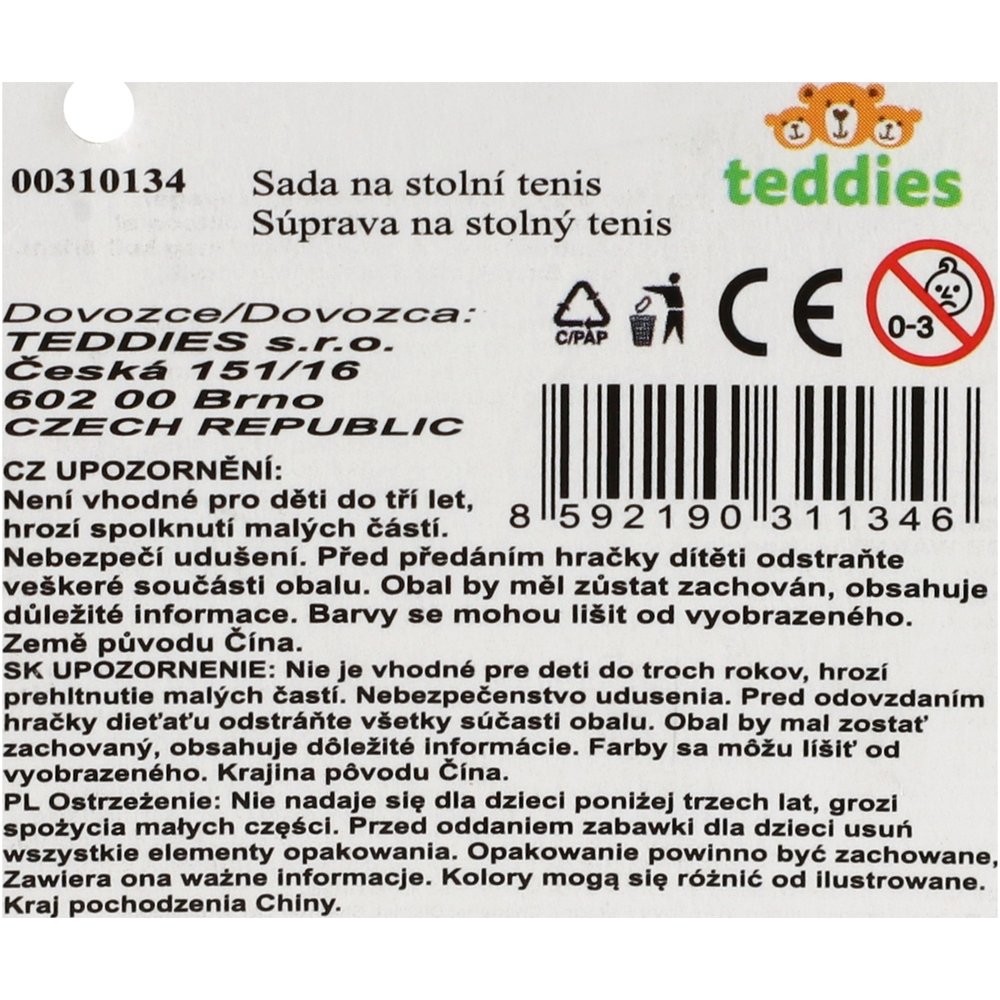 00310134
Sada na stolní tenis
Súprava na stolný tenis
teddies
Dovozce/Dovozca:
TEDDIES s.r.o.
Česká 151/16
602 00 Brno
CZECH REPUBLIC
C/PAP
CE
0-3
8 592190 311346
CZ UPOZORNĚNÍ:
Není vhodné pro děti do tří let,
hrozí spolknutí malých částí.
Nebezpečí udušení. Před předáním hračky dítěti odstraňte
veškeré součásti obalu. Obal by měl zůstat zachován, obsahuje
důležité informace. Barvy se mohou lišit od vyobrazeného.
Země původu Čína.
SK UPOZORNENIE: Nie je vhodné pre deti do troch rokov, hrozí
prehltnutie malých častí. Nebezpečenstvo udusenia. Pred odovzdaním
hračky dieťaťu odstráňte všetky súčasti obalu. Obal by mal zostať
zachovaný, obsahuje dôležité informácie. Farby sa môžu líšiť od
vyobrazeného. Krajina pôvodu Čína.
PL Ostrzeżenie: Nie nadaje się dla dzieci poniżej trzech lat, grozi
spożycia małych części. Przed oddaniem zabawki dla dzieci usuń
wszystkie elementy opakowania. Opakowanie powinno być zachowane,
Zawiera ona ważne informacje. Kolory mogą się różnić od ilustrowane.
Kraj pochodzenia Chiny.